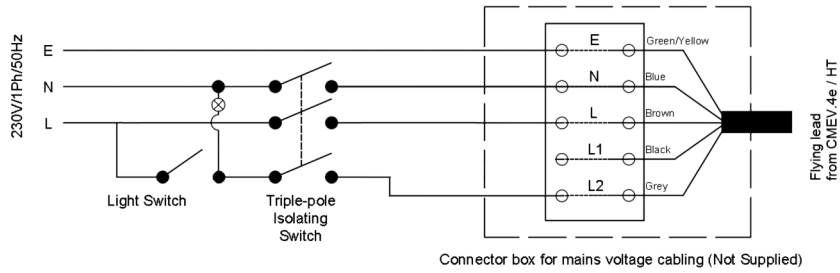 230V/1Ph/50Hz
E
N
L
Light Switch
Triple-pole
Isolating
Switch
E
N
L
L1
L2
Green/Yellow
Blue
Brown
Black
Grey
Flying lead
from CMEV.4e / HT
Connector box for mains voltage cabling (Not Supplied)